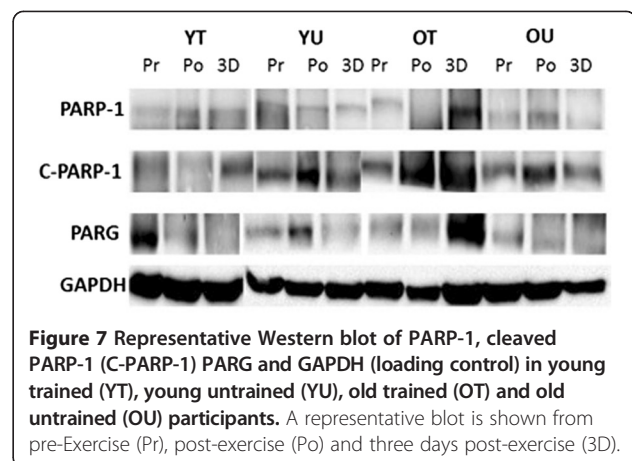 YT YU OT OU
Pr Po 3D Pr Po 3D Pr Po 3D Pr Po 3D
PARP-1
C-PARP-1
PARG
GAPDH
Figure 7 Representative Western blot of PARP-1, cleaved
PARP-1 (C-PARP-1) PARG and GAPDH (loading control) in young
trained (YT), young untrained (YU), old trained (OT) and old
untrained (OU) participants. A representative blot is shown from
pre-Exercise (Pr), post-exercise (Po) and three days post-exercise (3D).